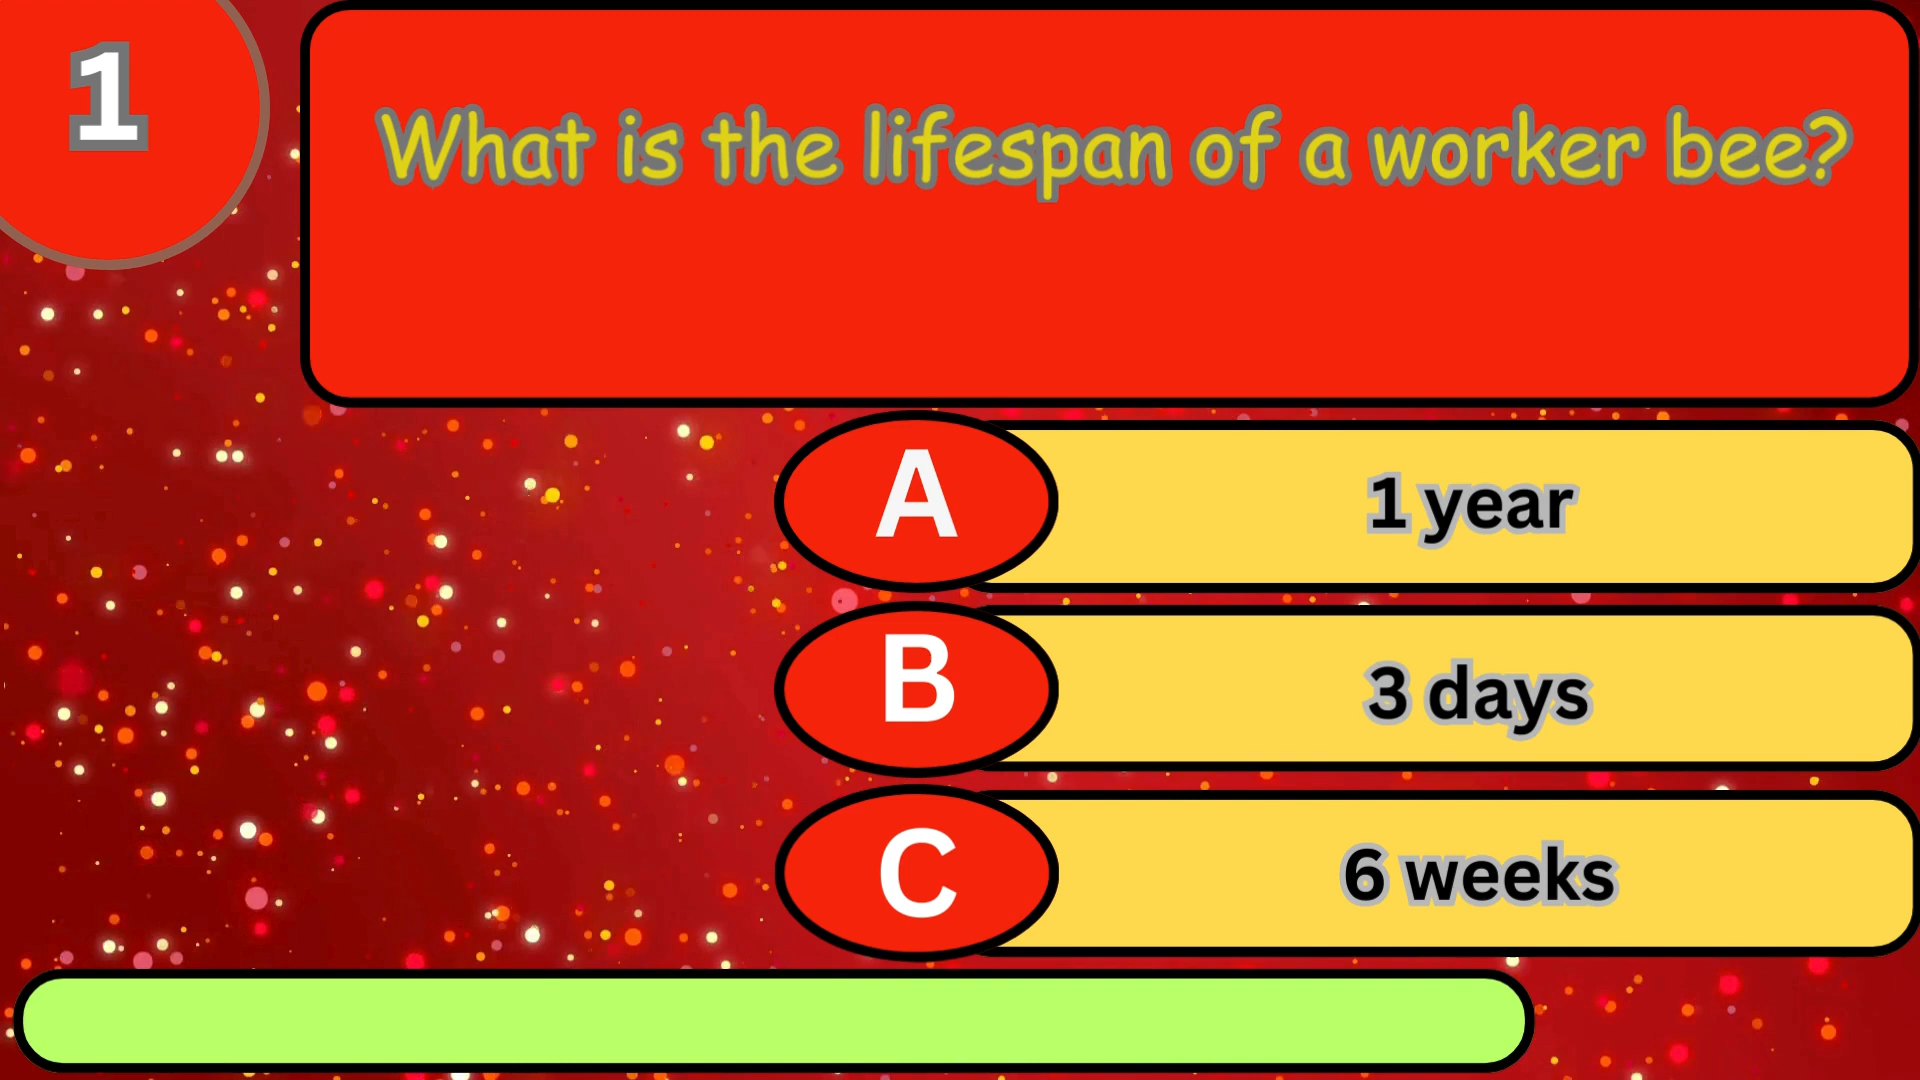 1
What is the lifespan of a worker bee?
A
1 year
B
3 days
C
6 weeks